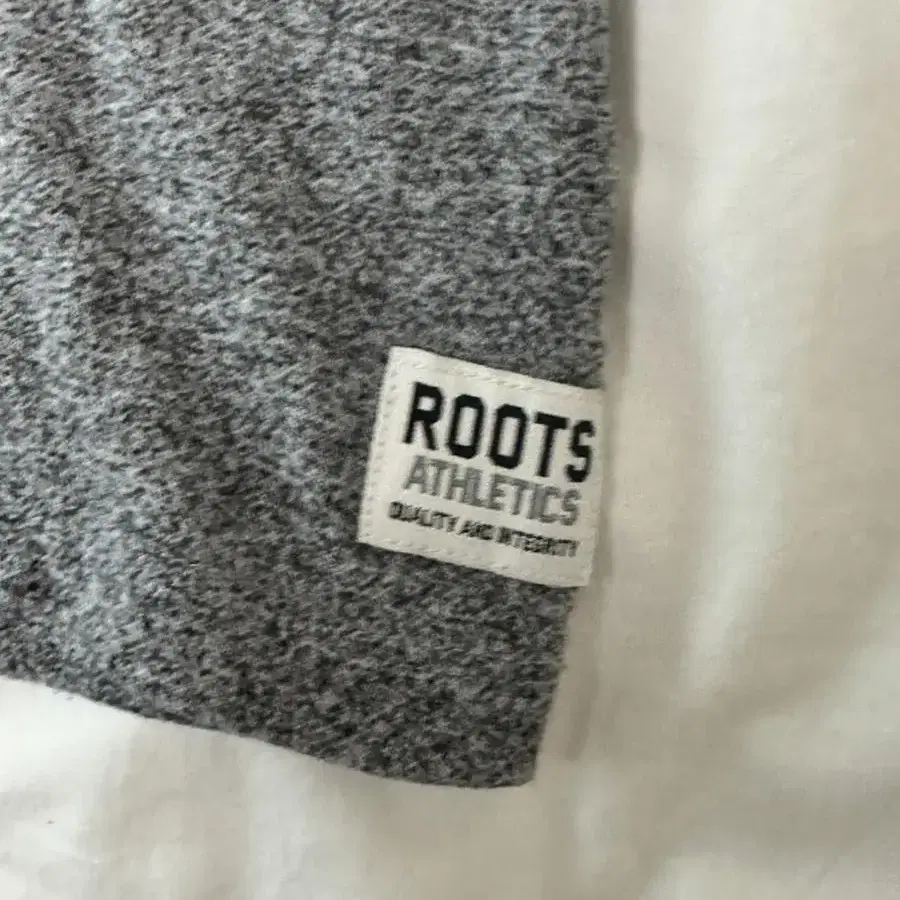 ROOTS
ATHLETICS
QUALITY AND INTEGRITY